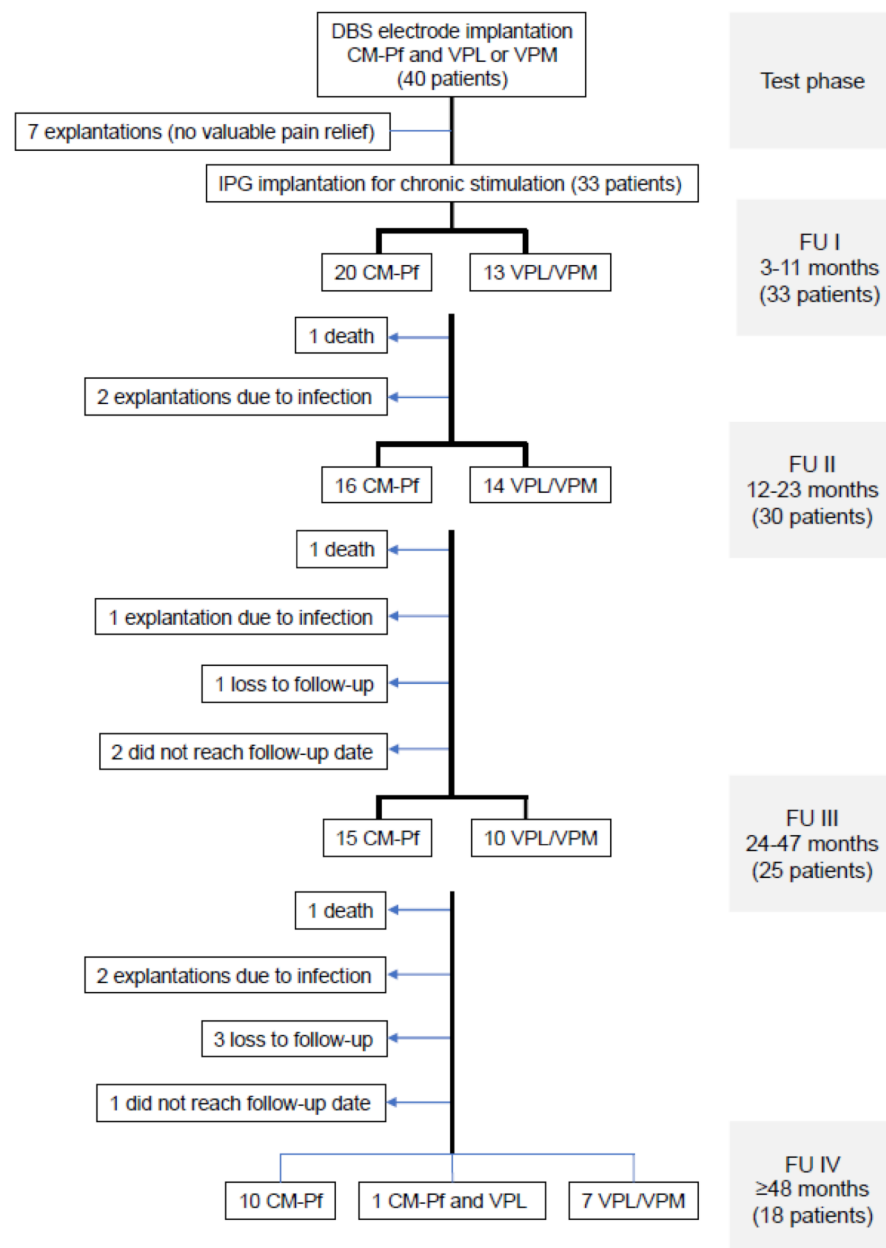 DBS electrode implantation
CM-Pf and VPL or VPM
(40 patients)
Test phase
7 explantations (no valuable pain relief)
IPG implantation for chronic stimulation (33 patients)
20 CM-Pf
13 VPL/VPM
FU I
3-11 months
(33 patients)
1 death
2 explantations due to infection
16 CM-Pf
14 VPL/VPM
FU II
12-23 months
(30 patients)
1 death
1 explantation due to infection
1 loss to follow-up
2 did not reach follow-up date
15 CM-Pf
10 VPL/VPM
FU III
24-47 months
(25 patients)
1 death
2 explantations due to infection
3 loss to follow-up
1 did not reach follow-up date
10 CM-Pf
1 CM-Pf and VPL
7 VPL/VPM
FU IV
≥48 months
(18 patients)